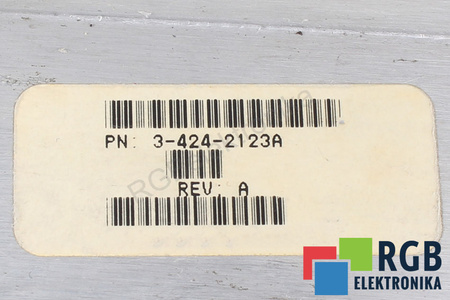 PN: 3-424-2123A
REV: A
RGB
ELEKTRONIKA